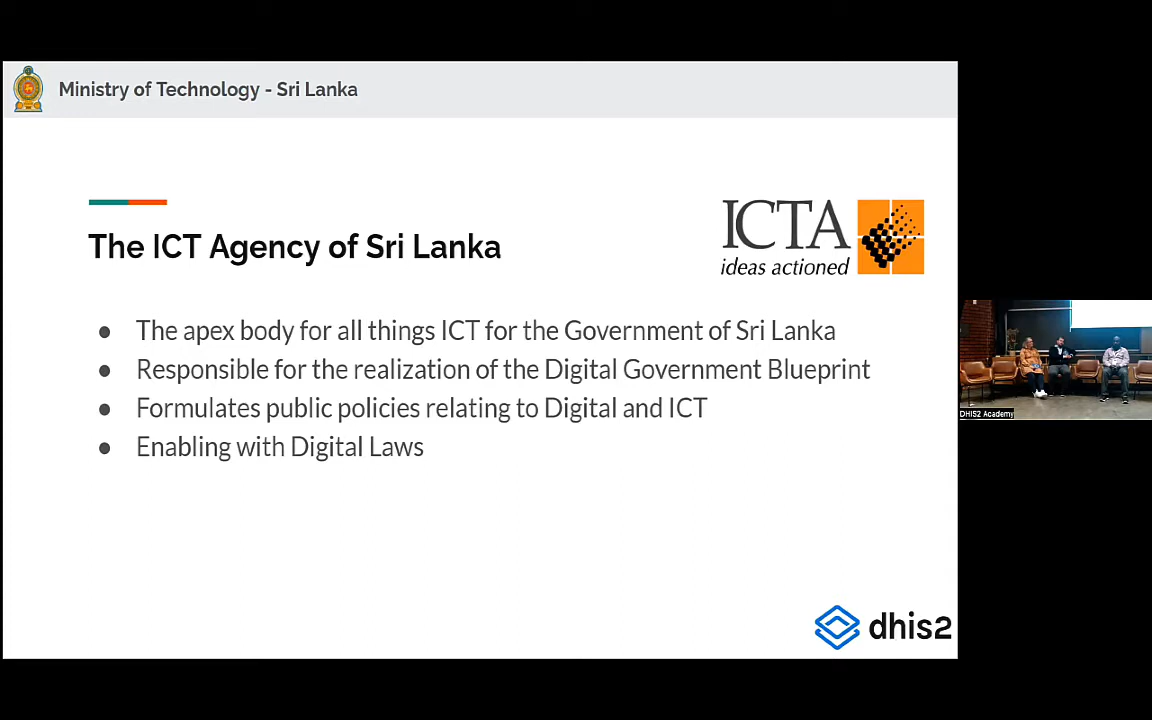 Ministry of Technology - Sri Lanka
The ICT Agency of Sri Lanka
ICTA
ideas actioned
● The apex body for all things ICT for the Government of Sri Lanka
● Responsible for the realization of the Digital Government Blueprint
● Formulates public policies relating to Digital and ICT
● Enabling with Digital Laws
DHIS2 Academy
dhis2